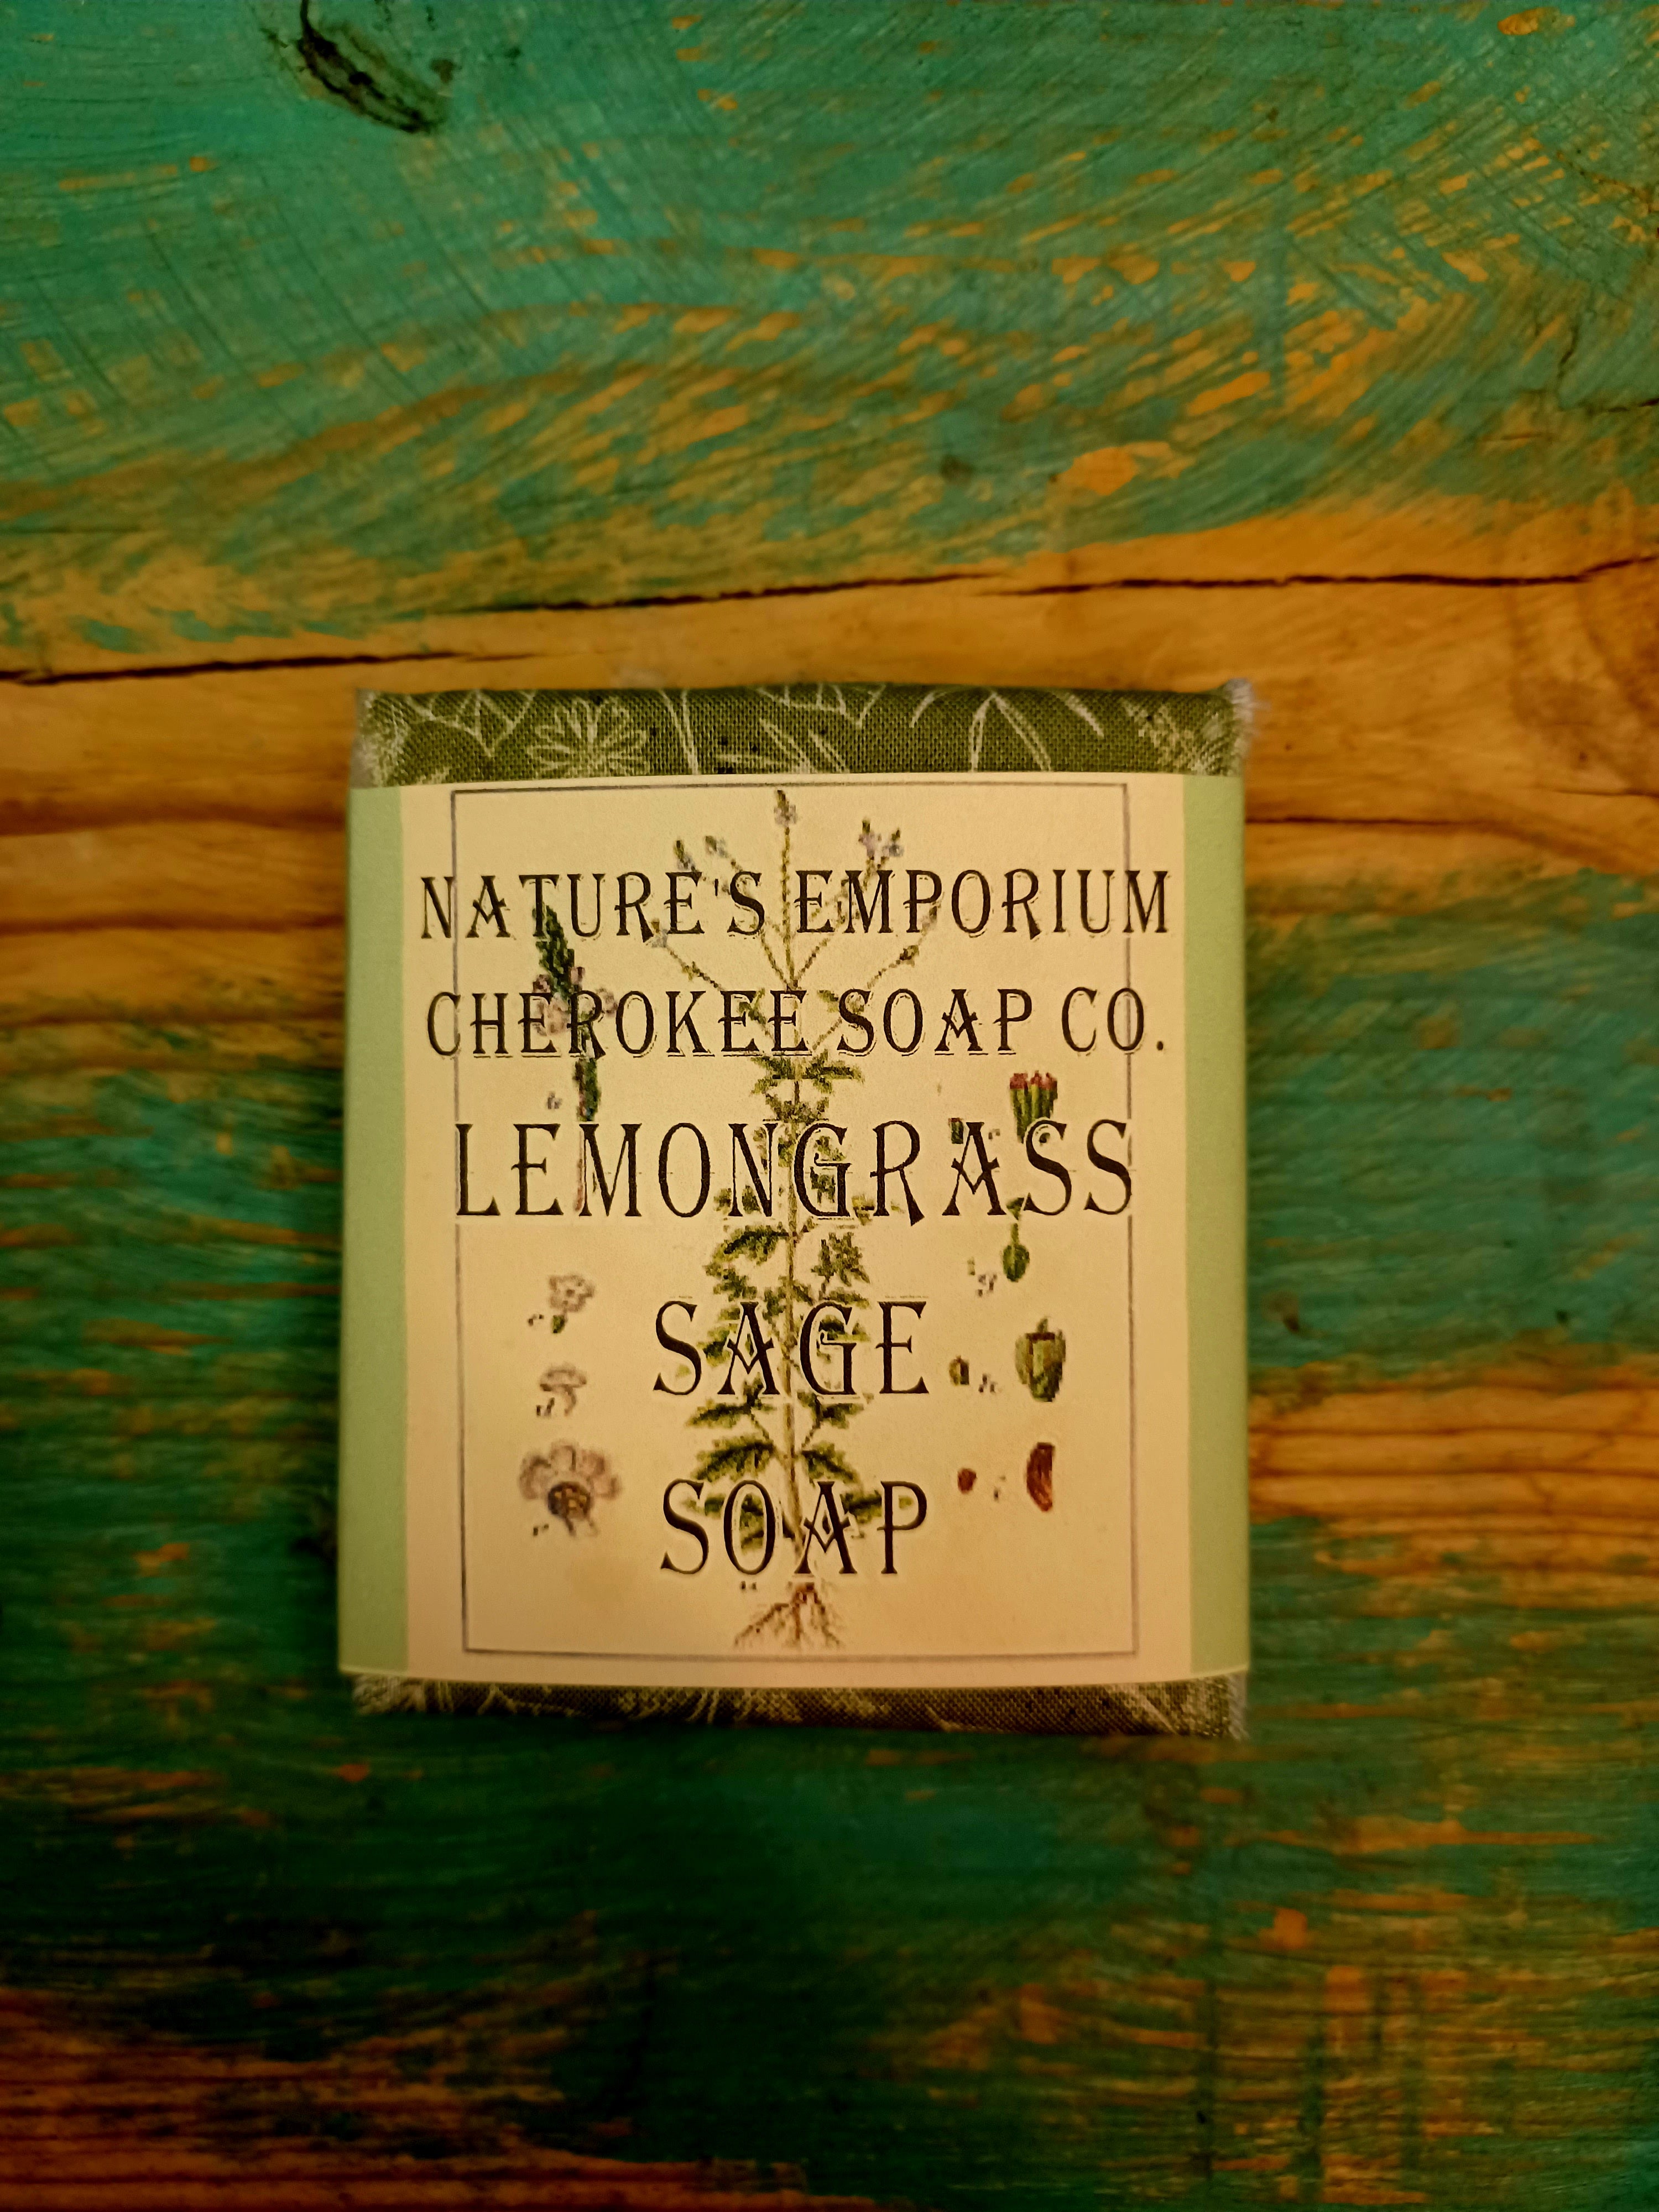 NATURE'S EMPORIUM
CHEROKEE SOAP CO.
LEMONGRASS
SAGE
SOAP